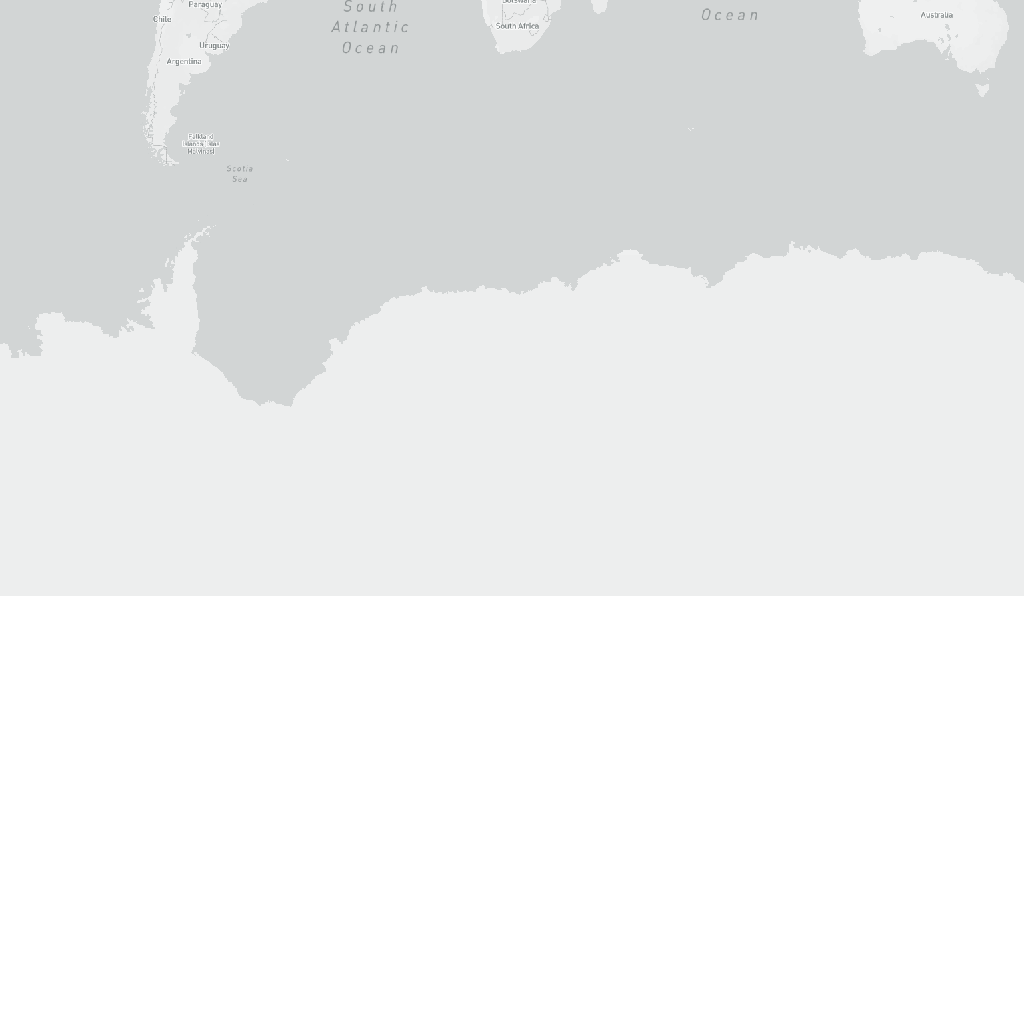 Paraguay
Chile
Uruguay
Argentina
South
Atlantic
Ocean
Botswana
South Africa
Ocean
Australia
Falkland
Islands (Islas
Malvinas)
Scotia
Sea